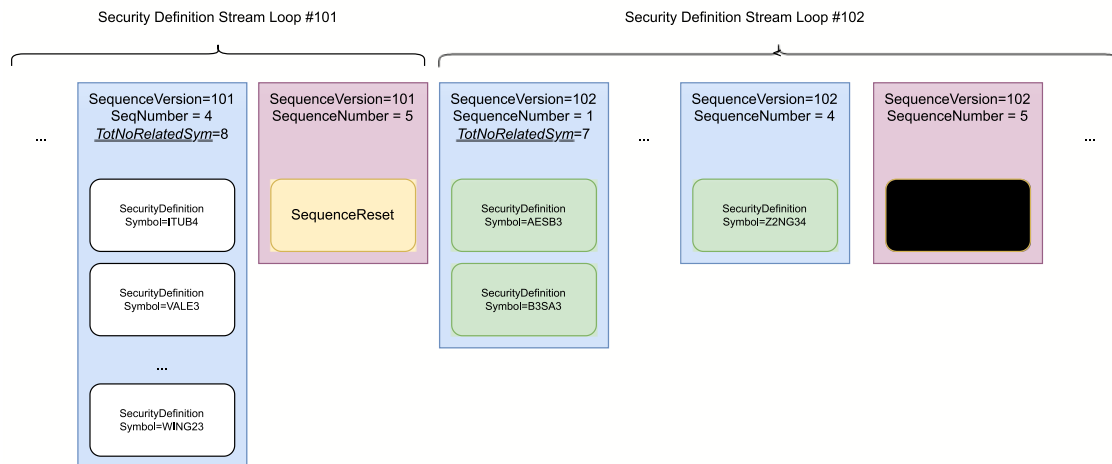 Security Definition Stream Loop #101
Security Definition Stream Loop #102
...
SequenceVersion=101
SeqNumber = 4
TotNoRelatedSym=8
SecurityDefinition
Symbol=ITUB4
SecurityDefinition
Symbol=VALE3
...
SecurityDefinition
Symbol=WING23
SequenceVersion=101
SequenceNumber = 5
SequenceReset
SequenceVersion=102
SequenceNumber = 1
TotNoRelatedSym=7
SecurityDefinition
Symbol=AESB3
SecurityDefinition
Symbol=B3SA3
...
SequenceVersion=102
SequenceNumber = 4
SecurityDefinition
Symbol=Z2NG34
SequenceVersion=102
SequenceNumber = 5
...